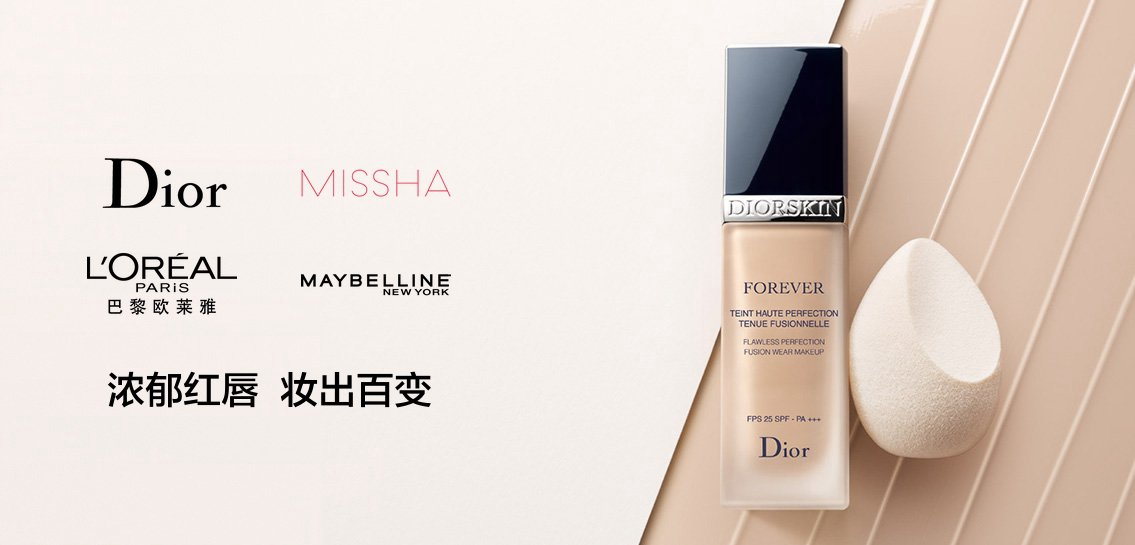 Dior
MISSHA
L'ORÉAL
PARiS
巴黎欧莱雅
MAYBELLINE
NEW YORK
浓郁红唇 妆出百变
DIORSKIN
FOREVER
TEINT HAUTE PERFECTION
TENUE FUSIONNELLE
FLAWLESS PERFECTION
FUSION WEAR MAKEUP
FPS 25 SPF - PA +++
Dior